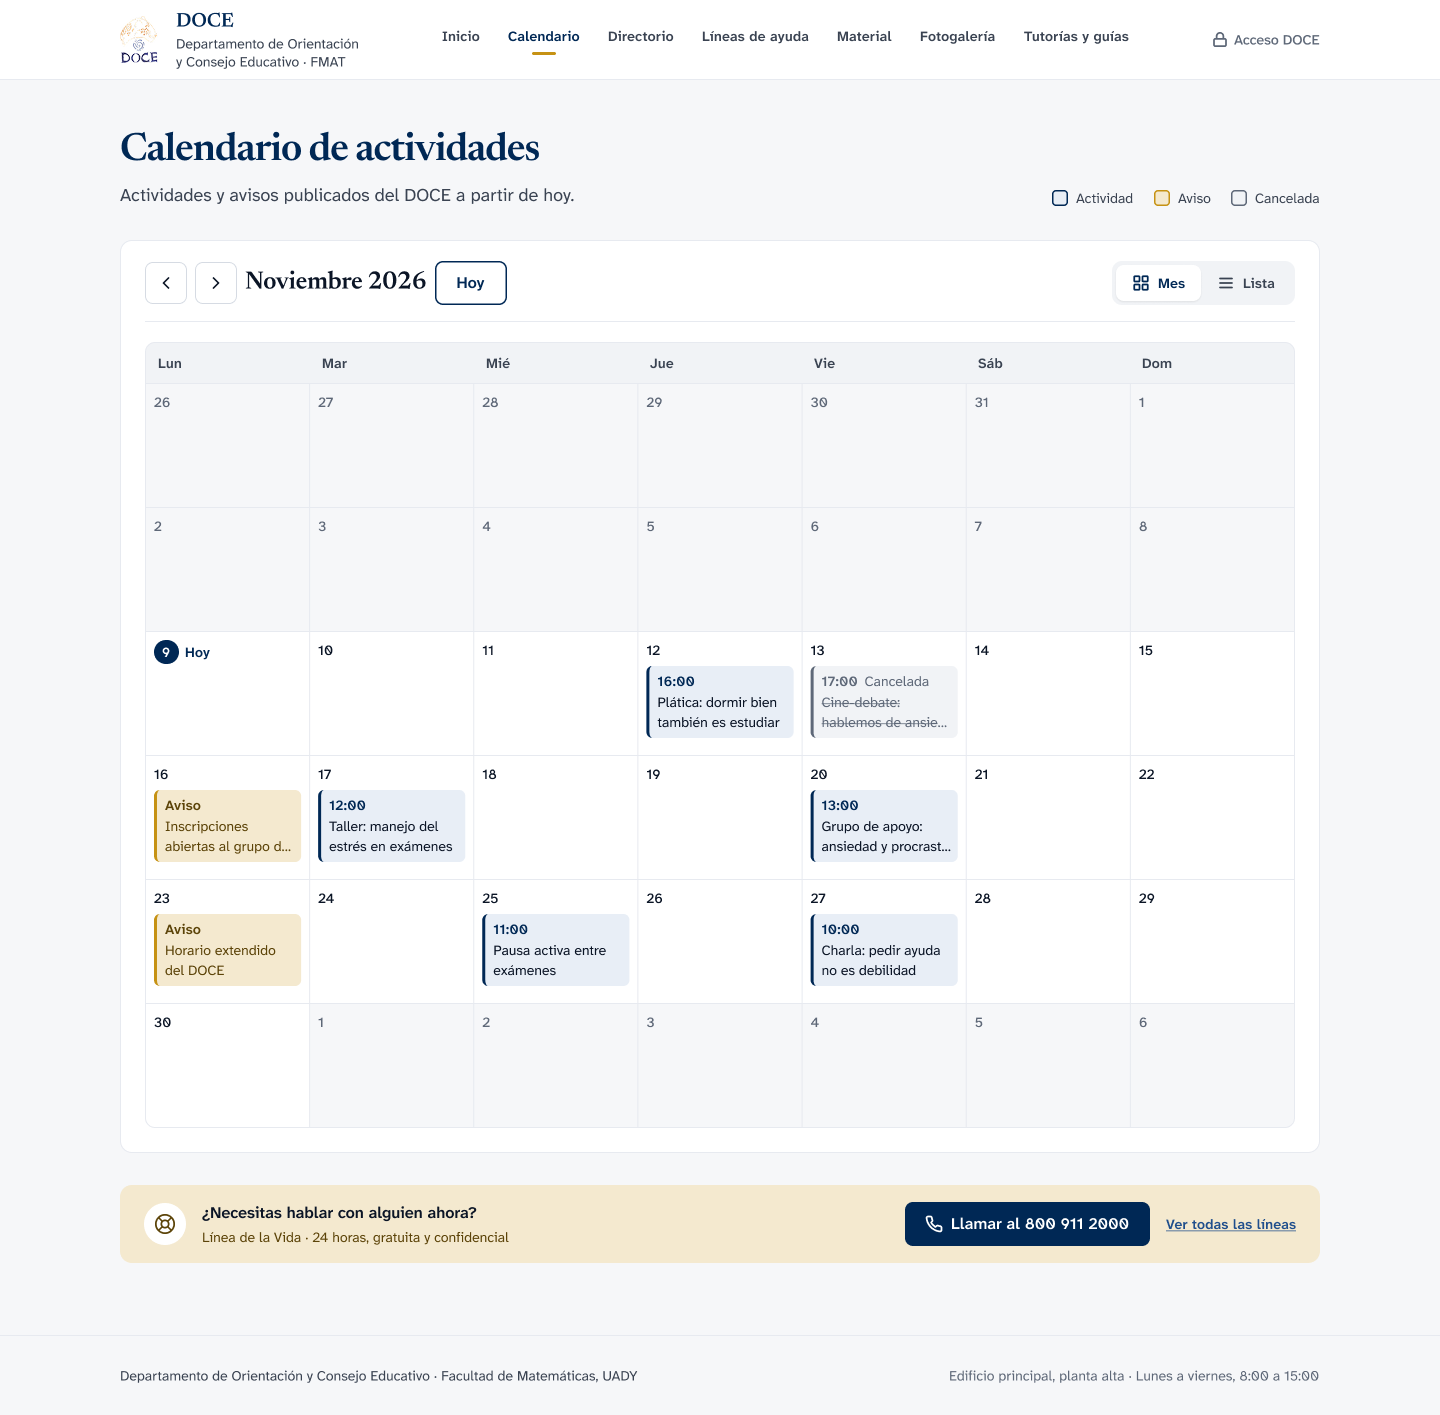 DOCE
DOCE
Departamento de Orientación
y Consejo Educativo · FMAT
Inicio
Calendario
Directorio
Líneas de ayuda
Material
Fotogalería
Tutorías y guías
Acceso DOCE
Calendario de actividades
Actividades y avisos publicados del DOCE a partir de hoy.
Actividad
Aviso
Cancelada
Noviembre 2026
Hoy
Mes
Lista
Lun Mar Mié Jue Vie Sáb Dom
26 27 28 29 30 31 1
2 3 4 5 6 7 8
9 Hoy 10 11 12 13 14 15
16:00
Plática: dormir bien
también es estudiar
17:00 Cancelada
Cine-debate:
hablemos de ansie...
16 17 18 19 20 21 22
Aviso
Inscripciones
abiertas al grupo d...
12:00
Taller: manejo del
estrés en exámenes
13:00
Grupo de apoyo:
ansiedad y procrast...
23 24 25 26 27 28 29
Aviso
Horario extendido
del DOCE
11:00
Pausa activa entre
exámenes
10:00
Charla: pedir ayuda
no es debilidad
30 1 2 3 4 5 6
¿Necesitas hablar con alguien ahora?
Línea de la Vida · 24 horas, gratuita y confidencial
Llamar al 800 911 2000
Ver todas las líneas
Departamento de Orientación y Consejo Educativo · Facultad de Matemáticas, UADY
Edificio principal, planta alta · Lunes a viernes, 8:00 a 15:00